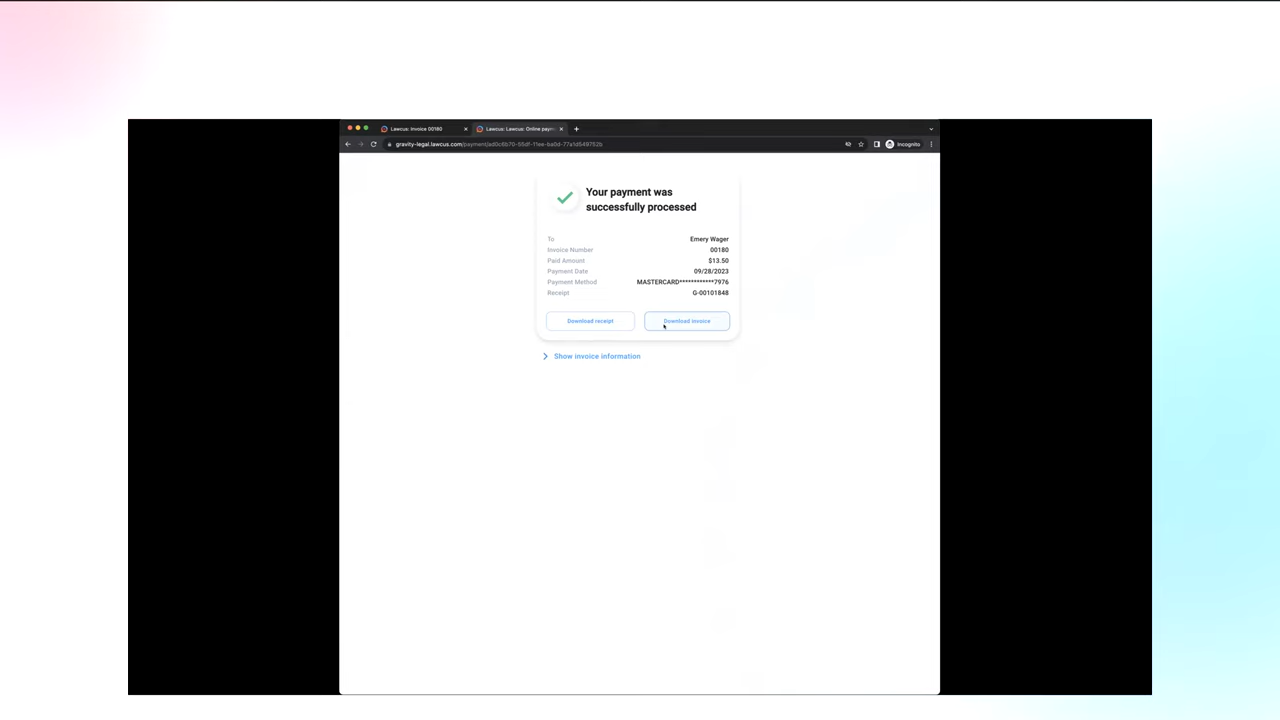 Lawcus: Invoice 00180
Lawcus: Lawcus: Online paym
gravity-legal.lawcus.com/payment/ad0c6b70-55df-11ee-ba0d-77a1d549752b
Incognito
Your payment was
successfully processed
To Emery Wager
Invoice Number 00180
Paid Amount $13.50
Payment Date 09/28/2023
Payment Method MASTERCARD************7976
Receipt G-00101848
Download receipt Download invoice
Show invoice information